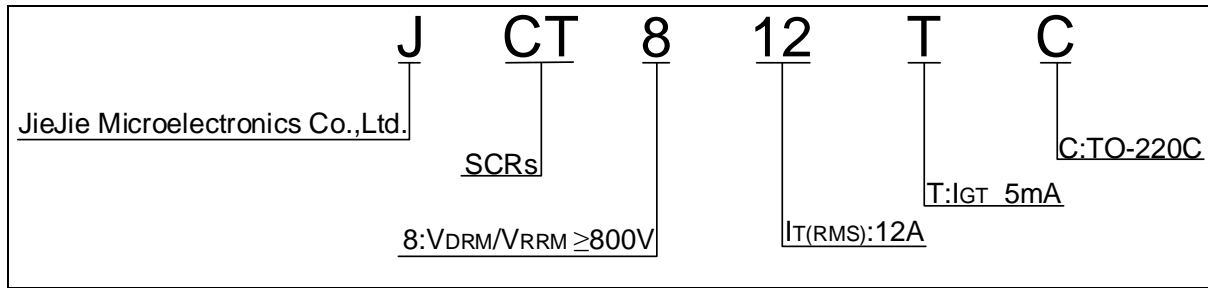 J CT 8 12 T C
JieJie Microelectronics Co.,Ltd.
SCRs
C:TO-220C
T:IGT 5mA
8:VDRM/VRRM ≥800V
IT(RMS):12A